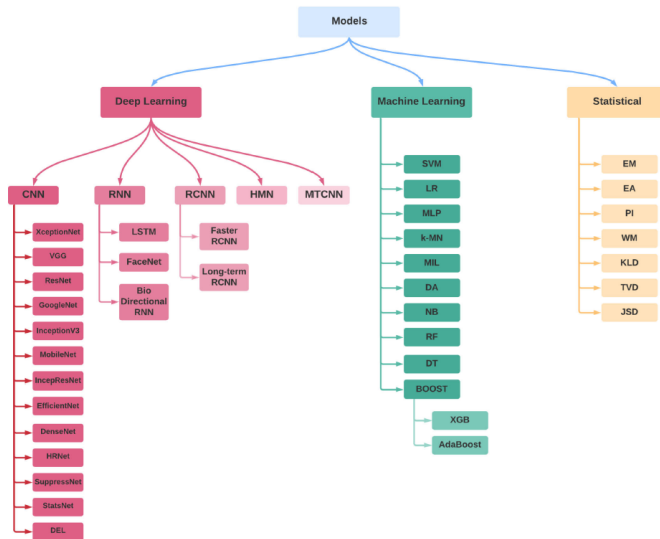 Models
Deep Learning
Machine Learning
Statistical
CNN
RNN
RCNN
HMN
MTCNN
XceptionNet
VGG
ResNet
GoogleNet
InceptionV3
MobileNet
IncepResNet
EfficientNet
DenseNet
HRNet
SuppressNet
StatsNet
DEL
LSTM
FaceNet
Bio
Directional
RNN
Faster
RCNN
Long-term
RCNN
SVM
LR
MLP
k-MN
MIL
DA
NB
RF
DT
BOOST
XGB
AdaBoost
EM
EA
PI
WM
KLD
TVD
JSD